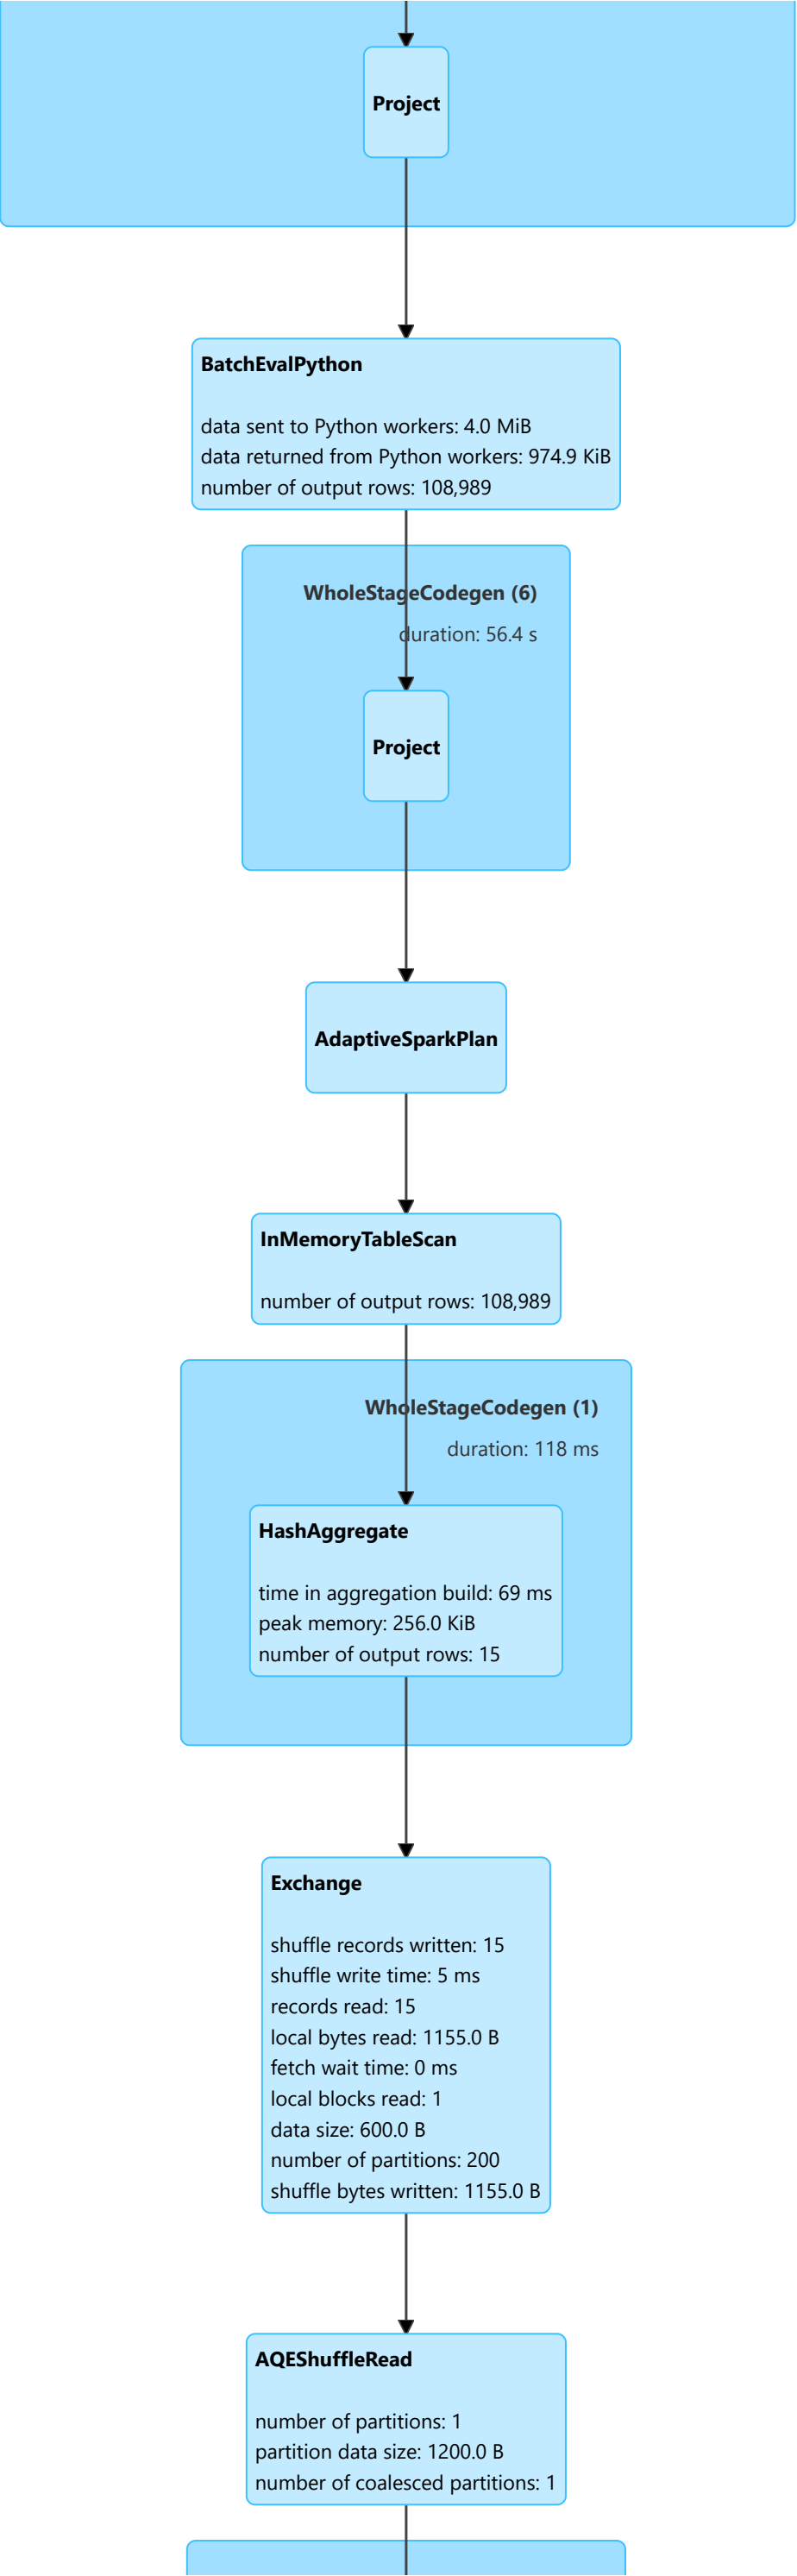 Project
BatchEvalPython
data sent to Python workers: 4.0 MiB
data returned from Python workers: 974.9 KiB
number of output rows: 108,989
WholeStageCodegen (6)
duration: 56.4 s
Project
AdaptiveSparkPlan
InMemoryTableScan
number of output rows: 108,989
WholeStageCodegen (1)
duration: 118 ms
HashAggregate
time in aggregation build: 69 ms
peak memory: 256.0 KiB
number of output rows: 15
Exchange
shuffle records written: 15
shuffle write time: 5 ms
records read: 15
local bytes read: 1155.0 B
fetch wait time: 0 ms
local blocks read: 1
data size: 600.0 B
number of partitions: 200
shuffle bytes written: 1155.0 B
AQEShuffleRead
number of partitions: 1
partition data size: 1200.0 B
number of coalesced partitions: 1